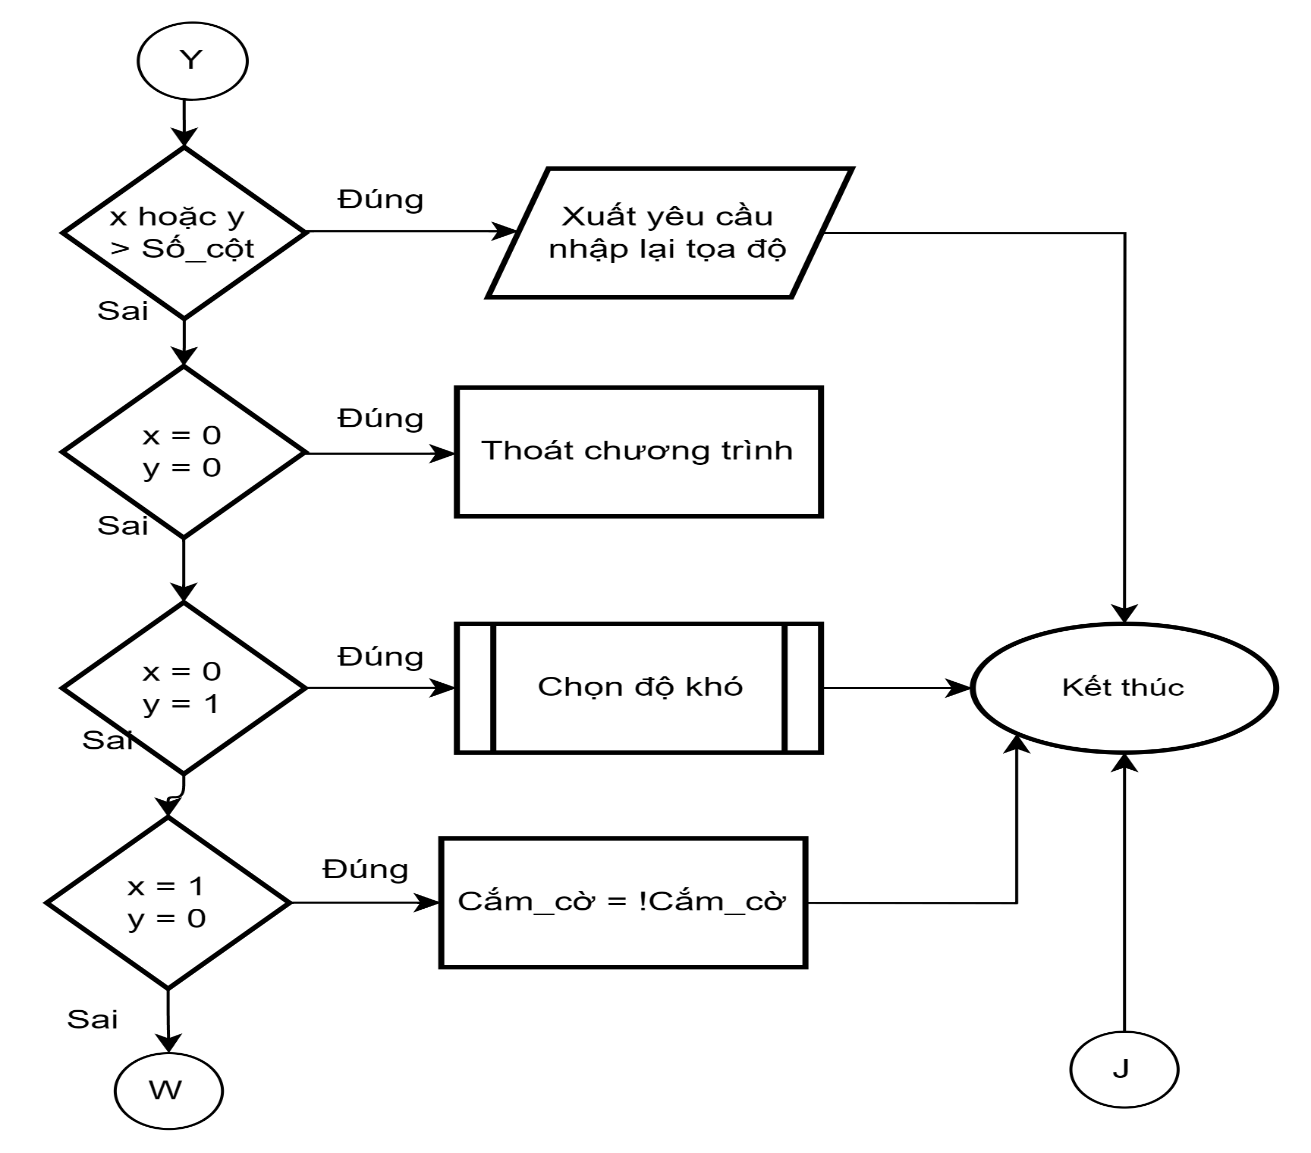 Y
x hoặc y
> Số_cột
Đúng
Xuất yêu cầu
nhập lại tọa độ
Sai
x = 0
y = 0
Đúng
Thoát chương trình
Sai
x = 0
y = 1
Đúng
Chọn độ khó
Kết thúc
Sai
x = 1
y = 0
Đúng
Cắm_cờ = !Cắm_cờ
Sai
W
J